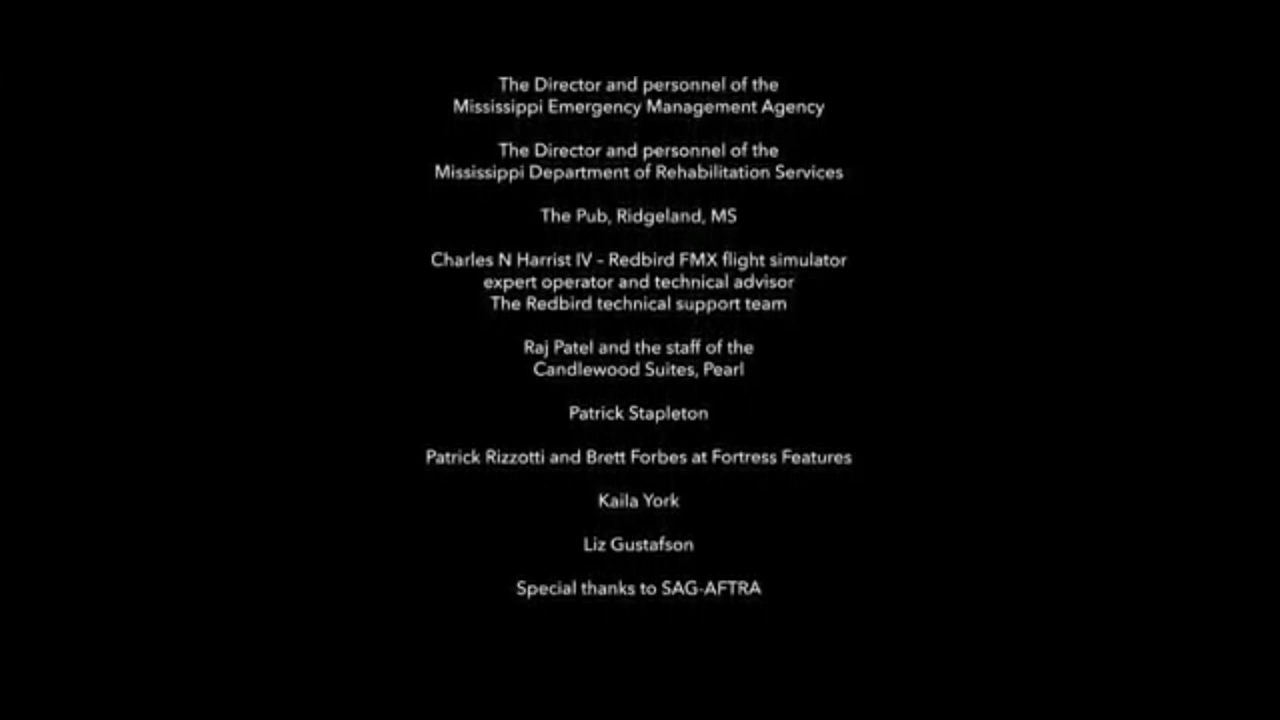 The Director and personnel of the
Mississippi Emergency Management Agency
The Director and personnel of the
Mississippi Department of Rehabilitation Services
The Pub, Ridgeland, MS
Charles N Harrist IV – Redbird FMX flight simulator
expert operator and technical advisor
The Redbird technical support team
Raj Patel and the staff of the
Candlewood Suites, Pearl
Patrick Stapleton
Patrick Rizzotti and Brett Forbes at Fortress Features
Kaila York
Liz Gustafson
Special thanks to SAG-AFTRA